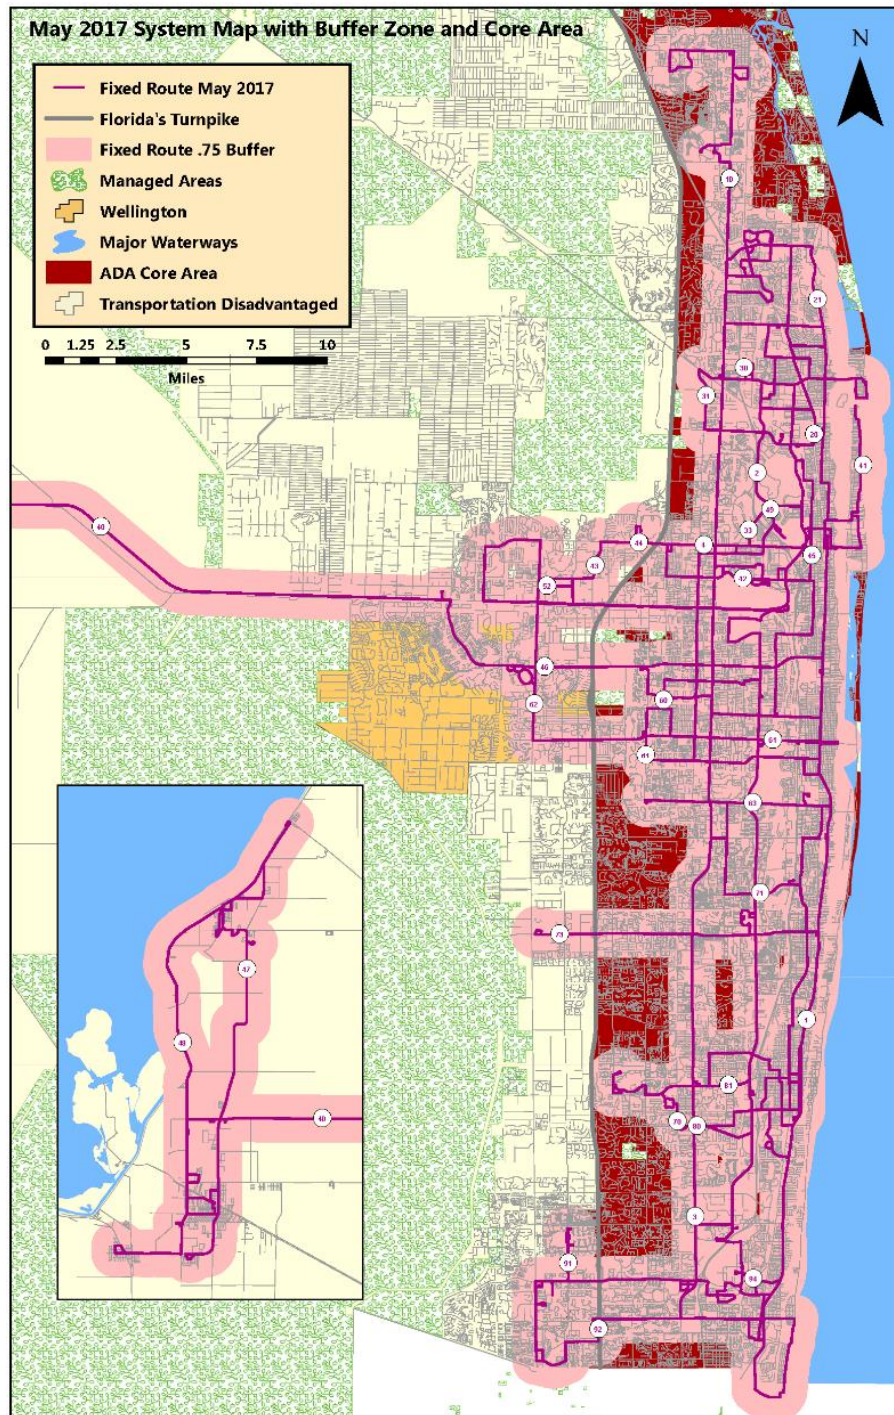 May 2017 System Map with Buffer Zone and Core Area
N
Fixed Route May 2017
Florida's Turnpike
Fixed Route .75 Buffer
Managed Areas
Wellington
Major Waterways
ADA Core Area
Transportation Disadvantaged
0 1.25 2.5 5 7.5 10
Miles
10
21
30
31
20
2
41
49
33
40
44
1
45
43
42
52
46
62
60
61
63
71
73
47
1
48
81
40
70
80
3
91
94
92